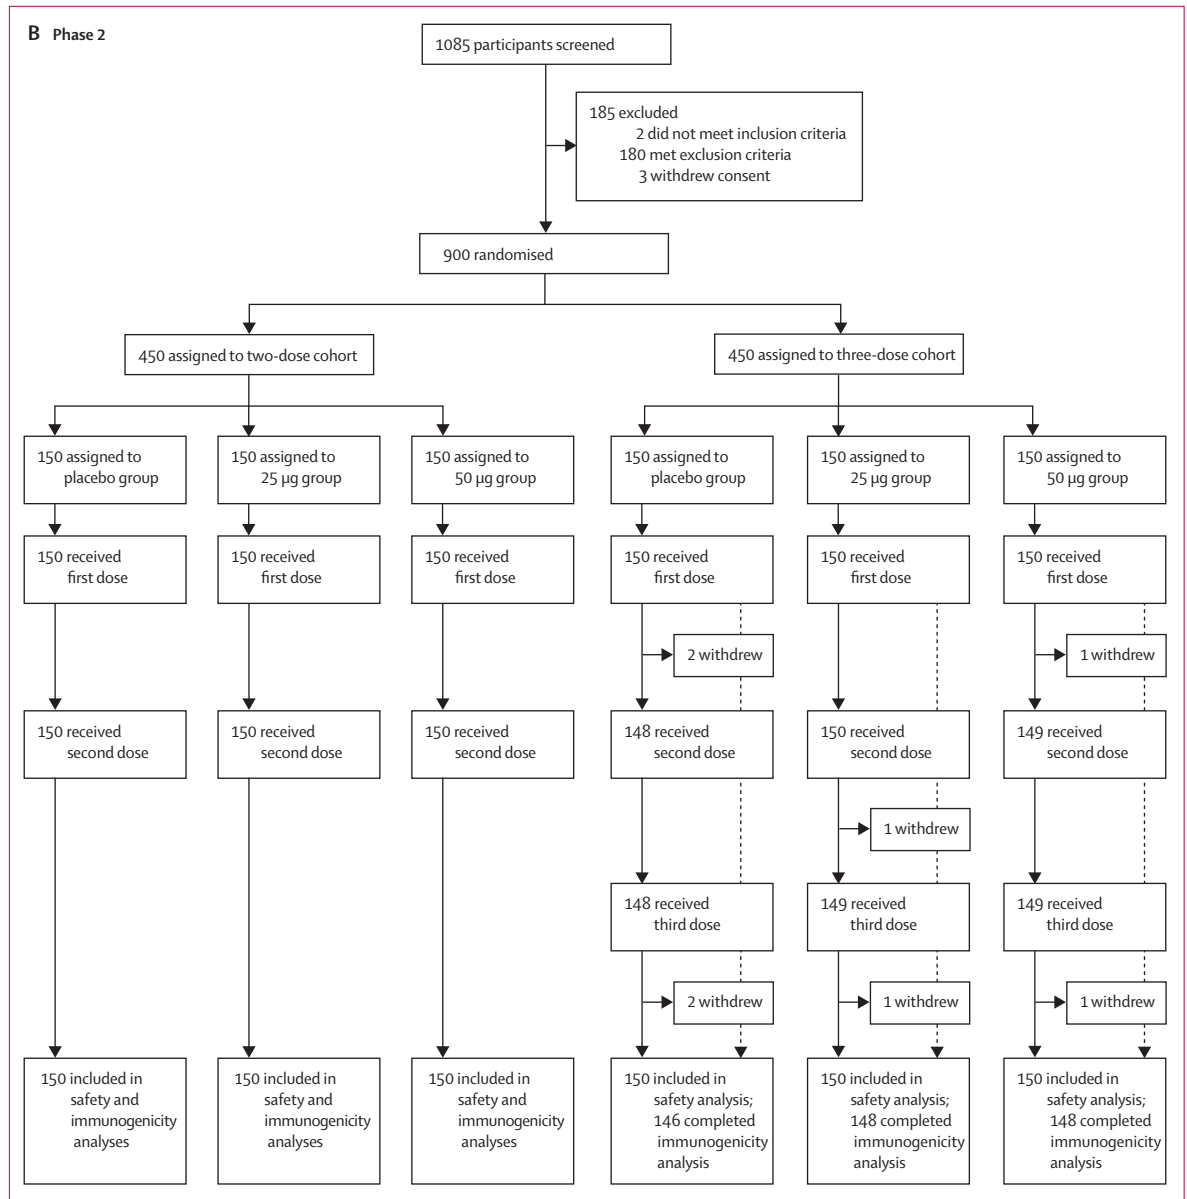 B Phase 2
1085 participants screened
185 excluded
2 did not meet inclusion criteria
180 met exclusion criteria
3 withdrew consent
900 randomised
450 assigned to two-dose cohort
450 assigned to three-dose cohort
150 assigned to
placebo group
150 assigned to
25 µg group
150 assigned to
50 µg group
150 assigned to
placebo group
150 assigned to
25 µg group
150 assigned to
50 µg group
150 received
first dose
150 received
first dose
150 received
first dose
150 received
first dose
150 received
first dose
150 received
first dose
2 withdrew
1 withdrew
150 received
second dose
150 received
second dose
150 received
second dose
148 received
second dose
150 received
second dose
149 received
second dose
1 withdrew
148 received
third dose
149 received
third dose
149 received
third dose
2 withdrew
1 withdrew
1 withdrew
150 included in
safety and
immunogenicity
analyses
150 included in
safety and
immunogenicity
analyses
150 included in
safety and
immunogenicity
analyses
150 included in
safety analysis;
146 completed
immunogenicity
analysis
150 included in
safety analysis;
148 completed
immunogenicity
analysis
150 included in
safety analysis;
148 completed
immunogenicity
analysis